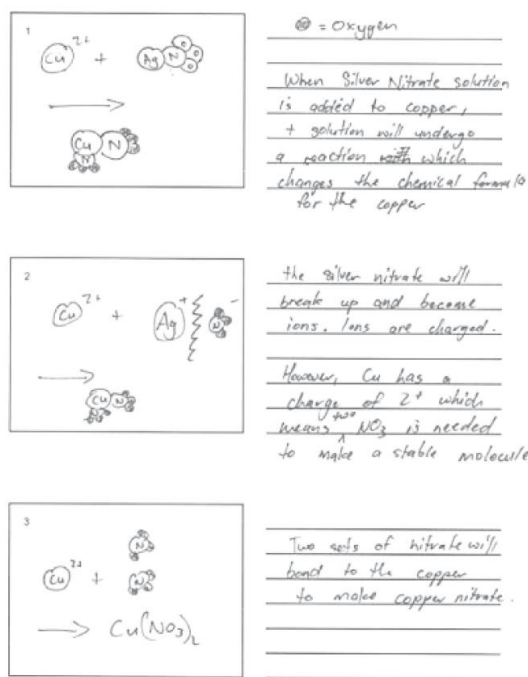 1
Cu 2+ + Ag N O O O
Cu N
N
= Oxygen
When Silver Nitrate solution
is added to copper,
+ solution will undergo
a reaction which
changes the chemical formula
for the copper
2
Cu 2+ + Ag + N -
Cu N
the silver nitrate will
break up and become
ions. Ions are charged.
However, Cu has a
charge of 2+ which
means two NO3 is needed
to make a stable molecule
3
N
Cu 2+ +
N
Cu(NO3)2
Two sets of nitrate will
bond to the copper
to make copper nitrate.